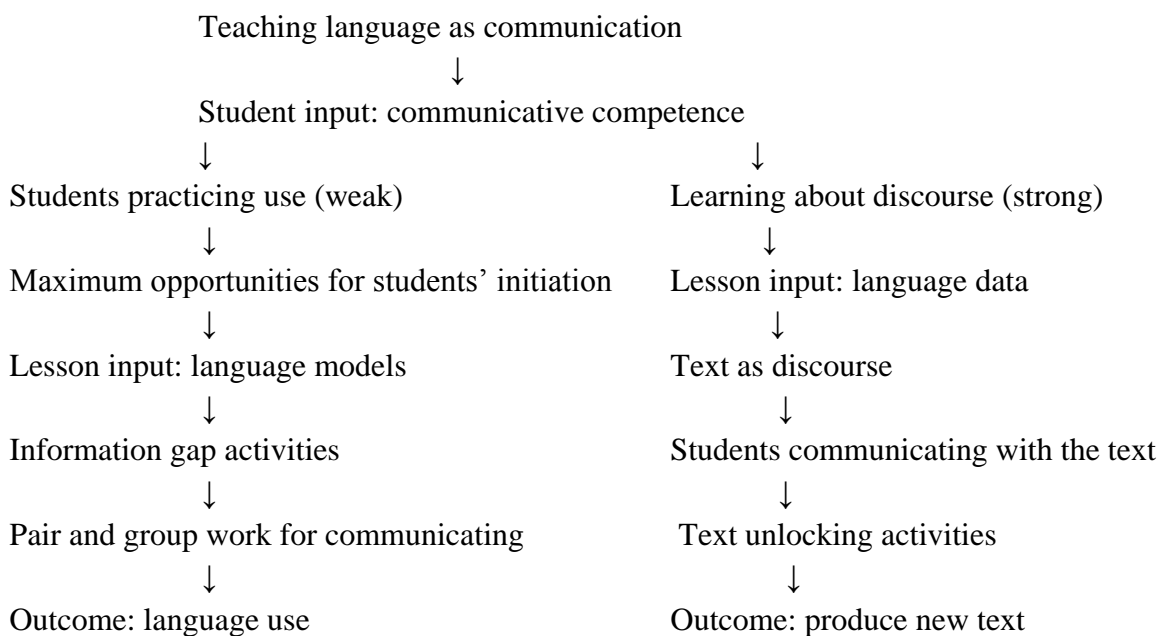 Teaching language as communication
↓
Student input: communicative competence
↓ ↓
Students practicing use (weak) Learning about discourse (strong)
↓ ↓
Maximum opportunities for students’ initiation Lesson input: language data
↓ ↓
Lesson input: language models Text as discourse
↓ ↓
Information gap activities Students communicating with the text
↓ ↓
Pair and group work for communicating Text unlocking activities
↓ ↓
Outcome: language use Outcome: produce new text